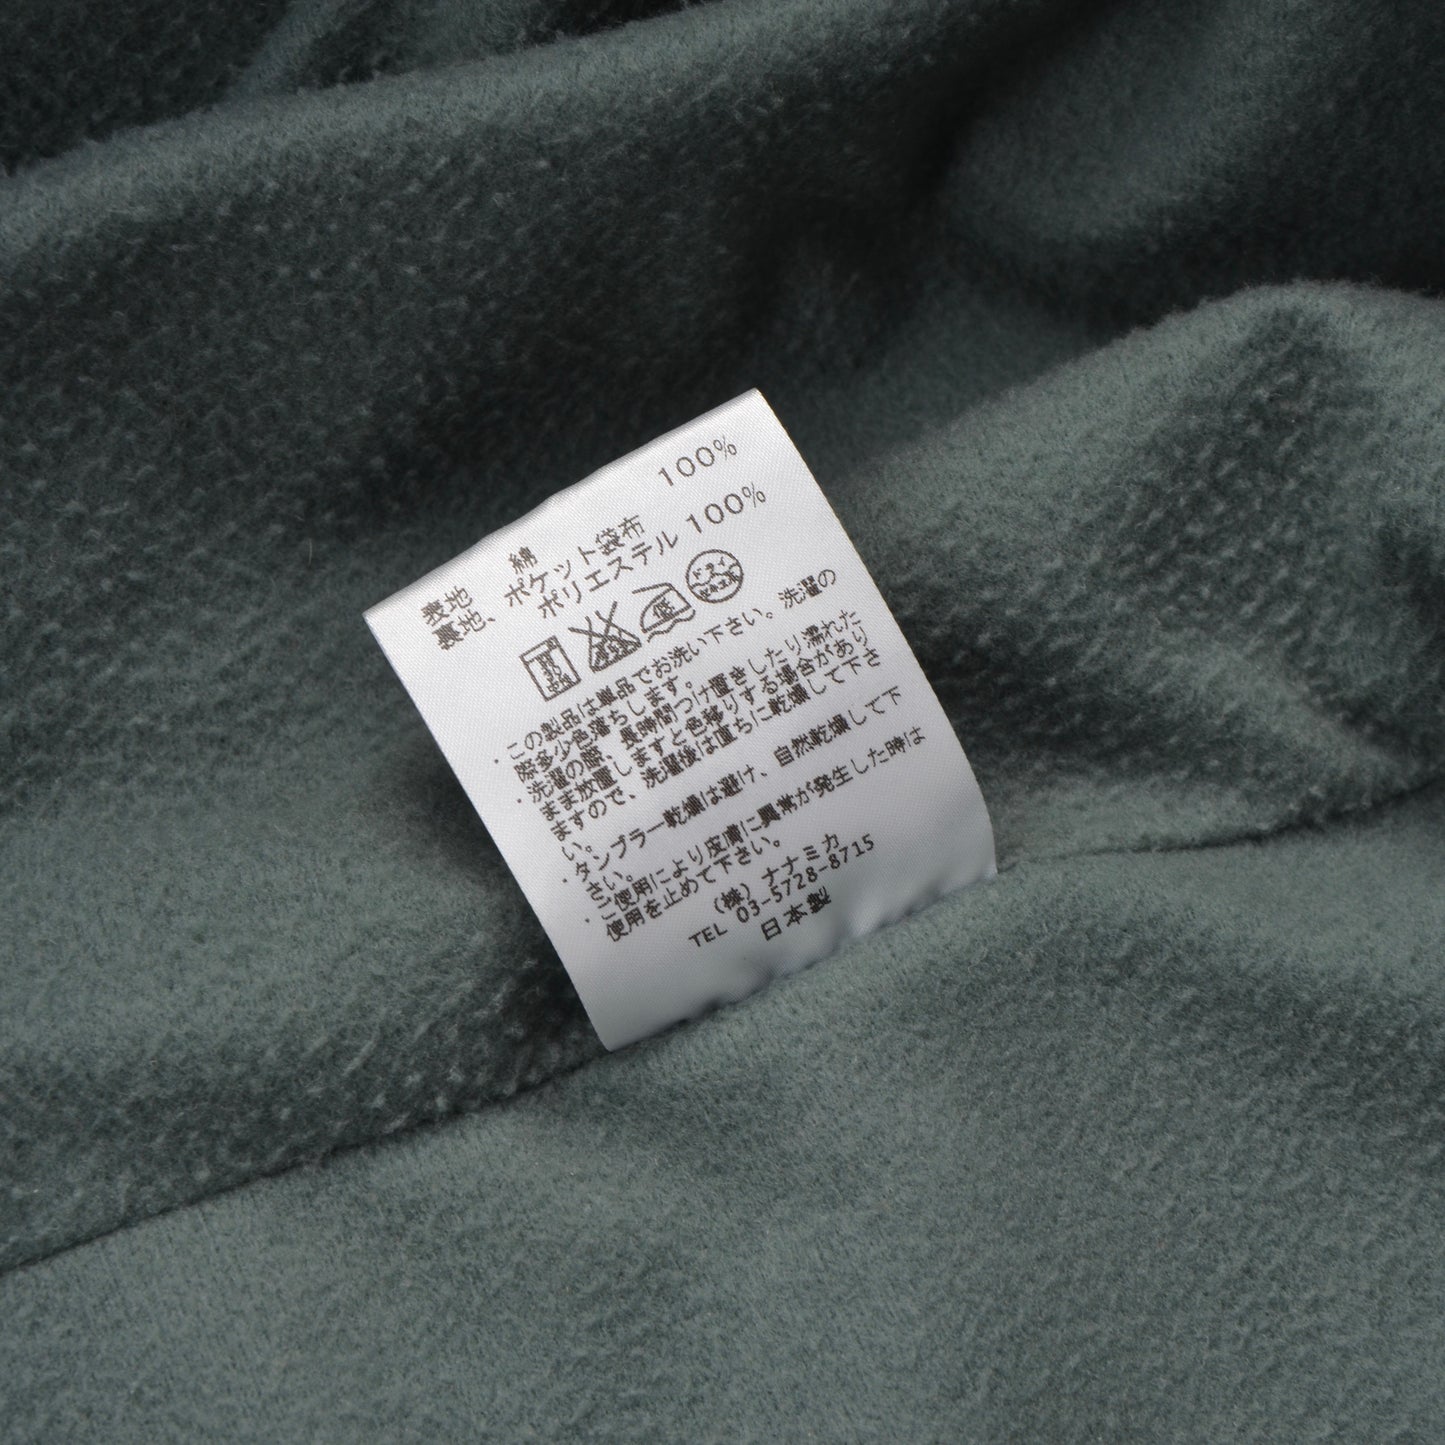 表地 綿 100%
裏地、ポケット袋布
ポリエステル 100%
低
ドライ
セキユ系
・この製品は単品でお洗い下さい。洗濯の
際多少色落ちします。
・洗濯の際、長時間つけ置きしたり濡れた
まま放置しますと色移りする場合があり
ますので、洗濯後は直ちに乾燥して下さ
い。
・タンブラー乾燥は避け、自然乾燥して下
さい。
・ご使用により皮膚に異常が発生した時は
使用を止めて下さい。
(株)ナナミカ
TEL 03-5728-8715
日本製